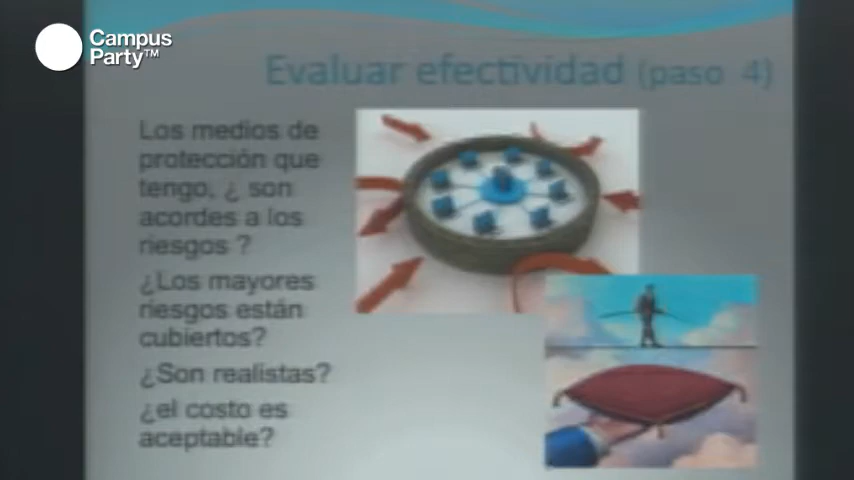 Campus
Party™
Evaluar efectividad (paso 4)
Los medios de
protección que
tengo, ¿ son
acordes a los
riesgos ?
¿Los mayores
riesgos están
cubiertos?
¿Son realistas?
¿el costo es
aceptable?